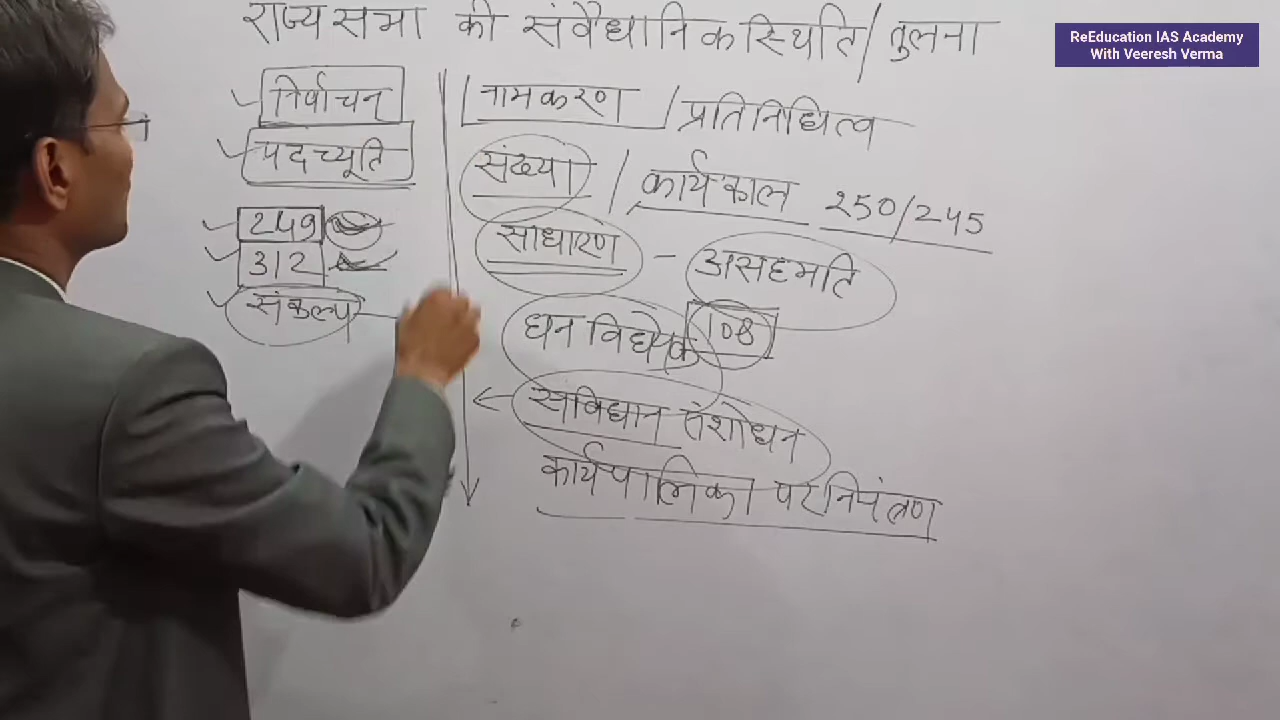 राज्य सभा की संवैधानिक स्थिति / तुलना
ReEducation IAS Academy
With Veeresh Verma
निर्वाचन
पदच्यूति
249
312
संकल्प
नामकरण / प्रतिनिधित्व
संख्या / कार्यकाल 250/245
साधारण - असहमति
धन विधेयक 108
संविधान संशोधन
कार्यपालिका पर नियंत्रण